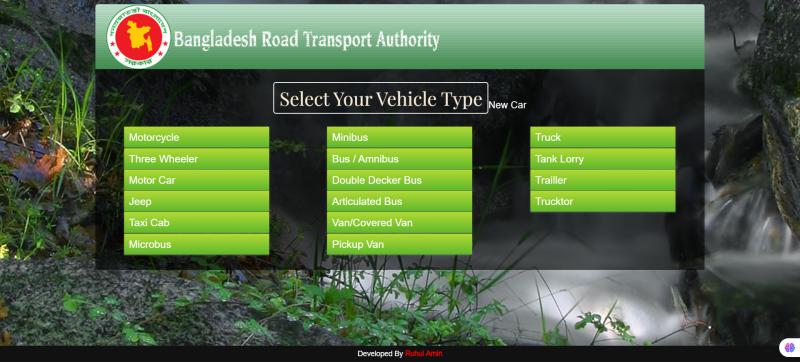 Bangladesh Road Transport Authority
Select Your Vehicle Type New Car
Motorcycle
Three Wheeler
Motor Car
Jeep
Taxi Cab
Microbus
Minibus
Bus / Amnibus
Double Decker Bus
Articulated Bus
Van/Covered Van
Pickup Van
Truck
Tank Lorry
Trailler
Trucktor
Developed By Ruhul Amin